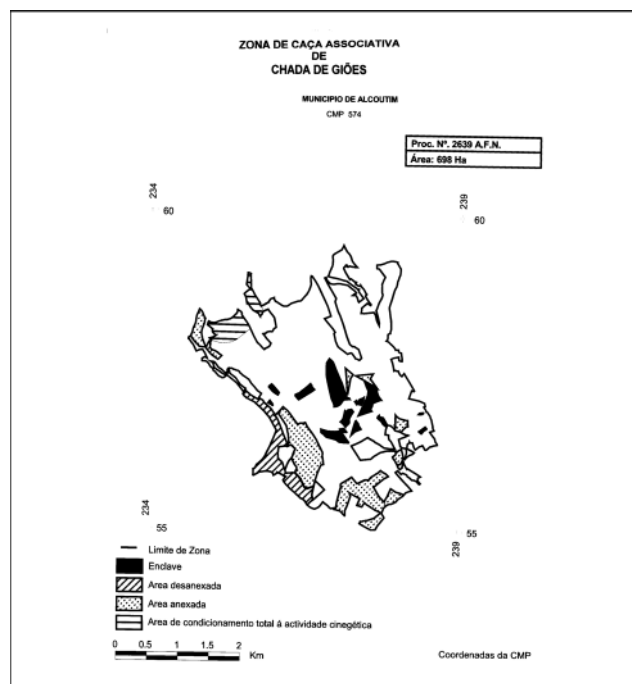 ZONA DE CAÇA ASSOCIATIVA
DE
CHADA DE GIÕES
MUNICIPIO DE ALCOUTIM
CMP 574
Proc. Nº. 2639 A.F.N.
Área: 698 Ha
234
60
239
60
234
55
239
55
Limite de Zona
Enclave
Area desanexada
Area anexada
Area de condicionamento total à actividade cinegética
0 0.5 1 1.5 2
Km
Coordenadas da CMP